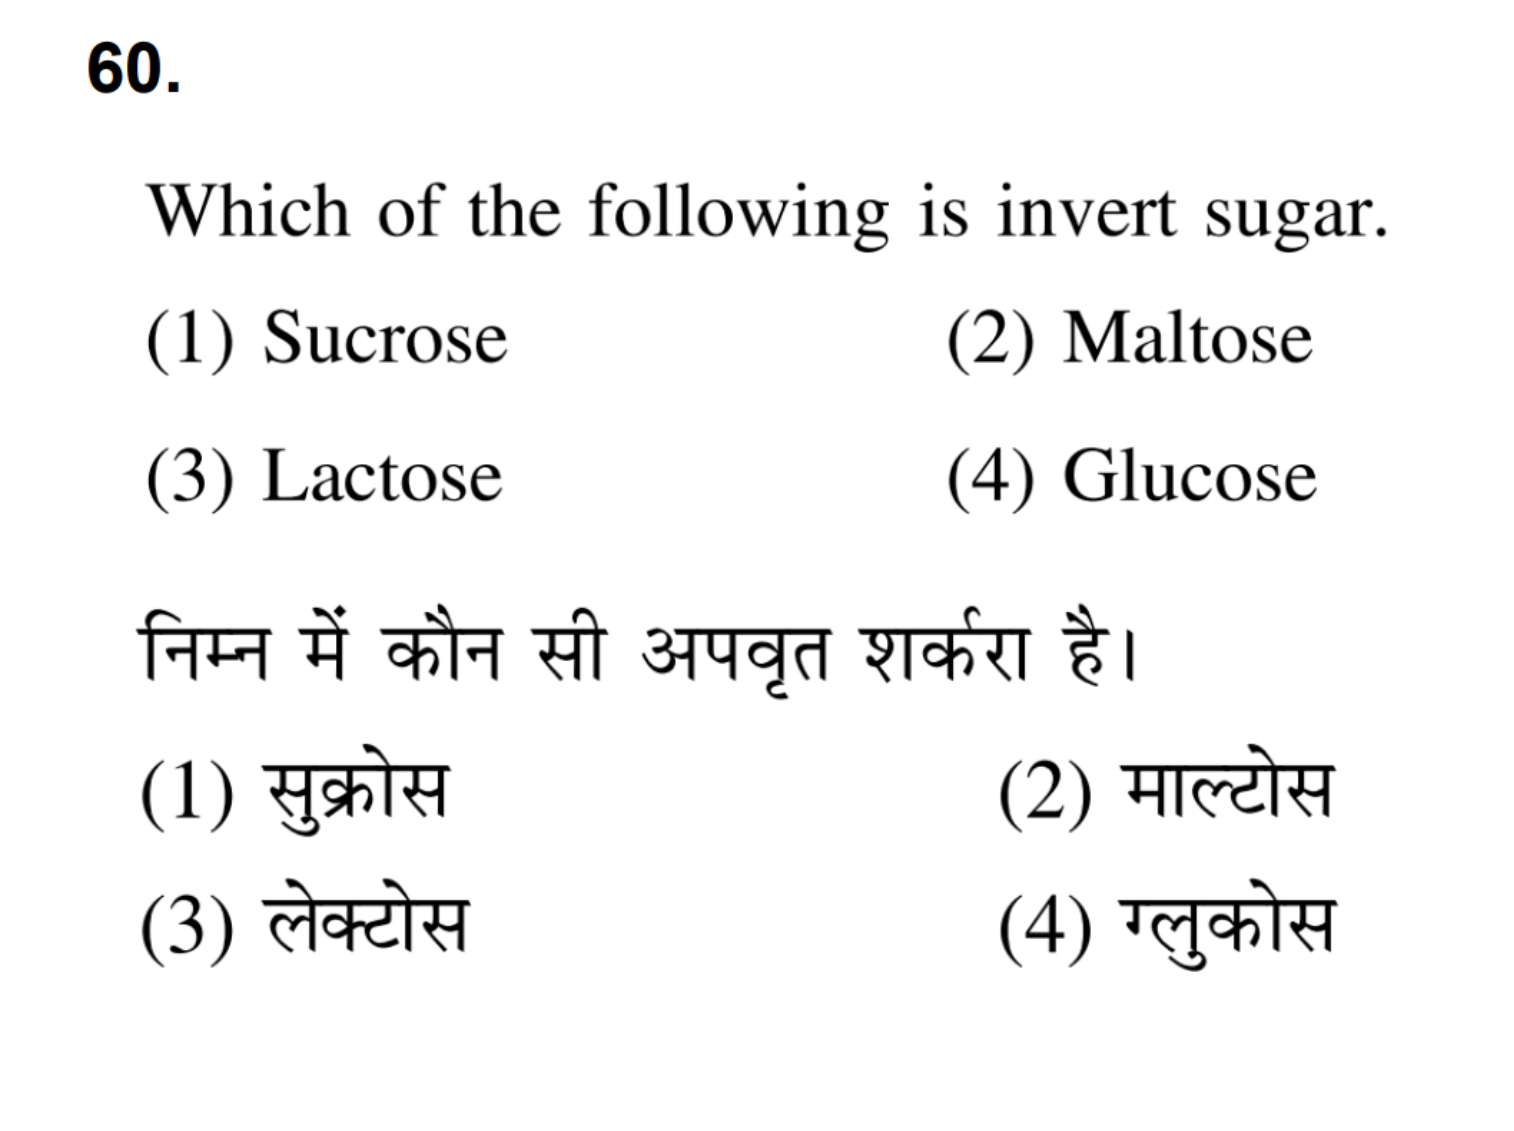 60.
Which of the following is invert sugar.
(1) Sucrose (2) Maltose
(3) Lactose (4) Glucose
निम्न में कौन सी अपवृत शर्करा है।
(1) सुक्रोस (2) माल्टोस
(3) लेक्टोस (4) ग्लुकोस